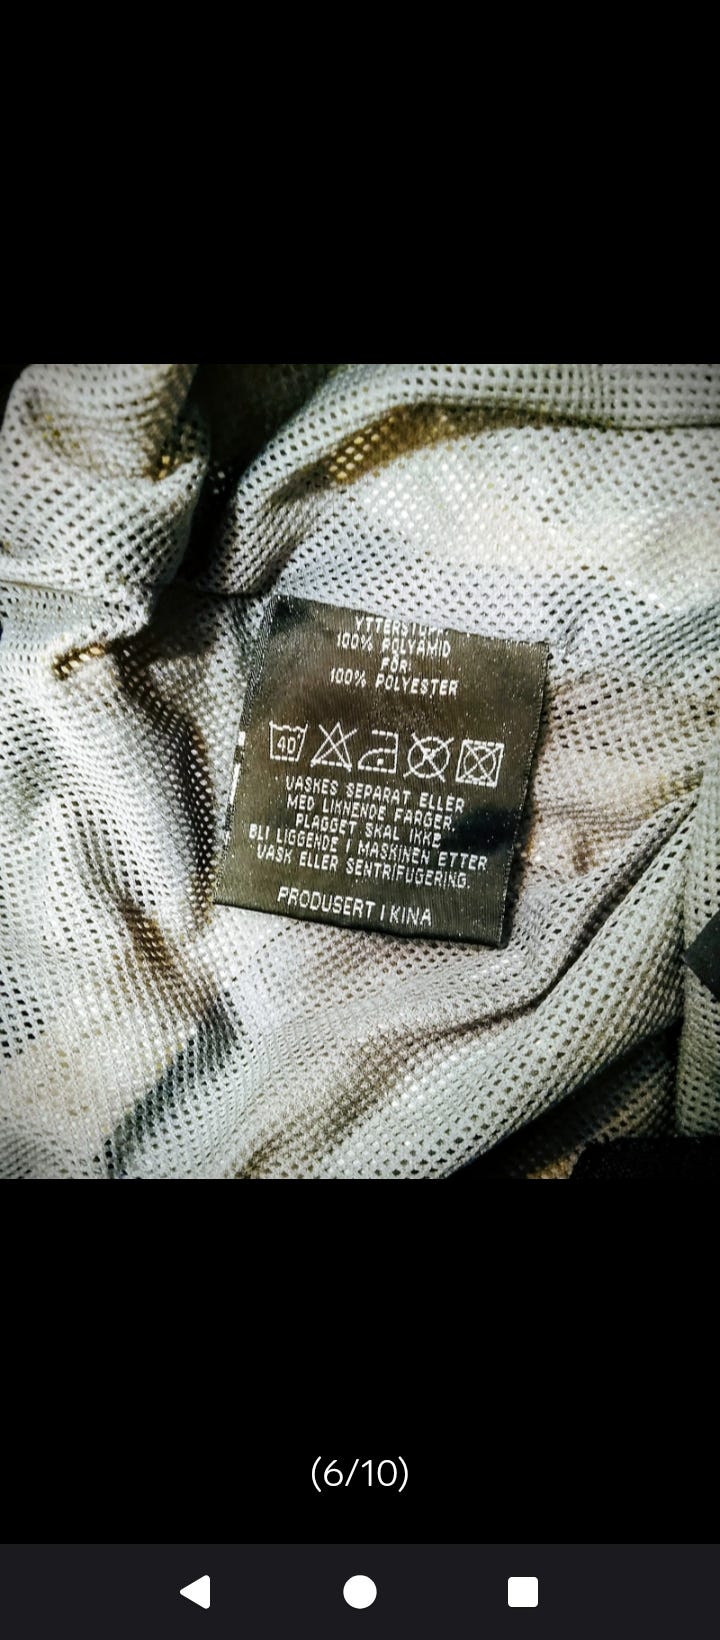 100% POLYAMID
FÔR:
100% POLYESTER
40
VASKES SEPARAT ELLER
MED LIKNENDE FARGER.
PLAGGET SKAL IKKE
BLI LIGGENDE I MASKINEN ETTER
VASK ELLER SENTRIFUGERING.
PRODUSERT I KINA
(6/10)